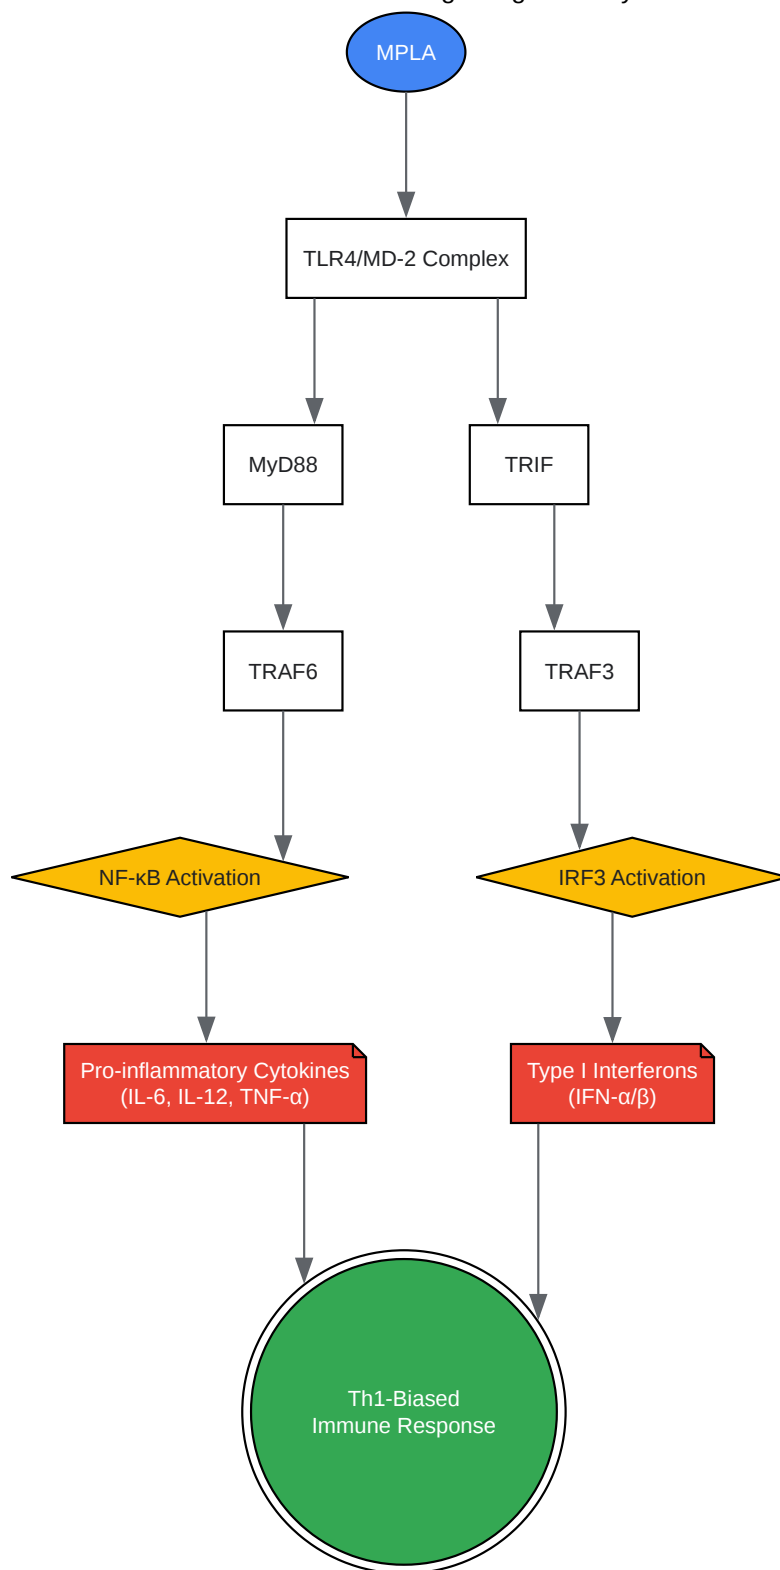 MPLA
TLR4/MD-2 Complex
MyD88
TRIF
TRAF6
TRAF3
NF-κB Activation
IRF3 Activation
Pro-inflammatory Cytokines
(IL-6, IL-12, TNF-α)
Type I Interferons
(IFN-α/β)
Th1-Biased
Immune Response